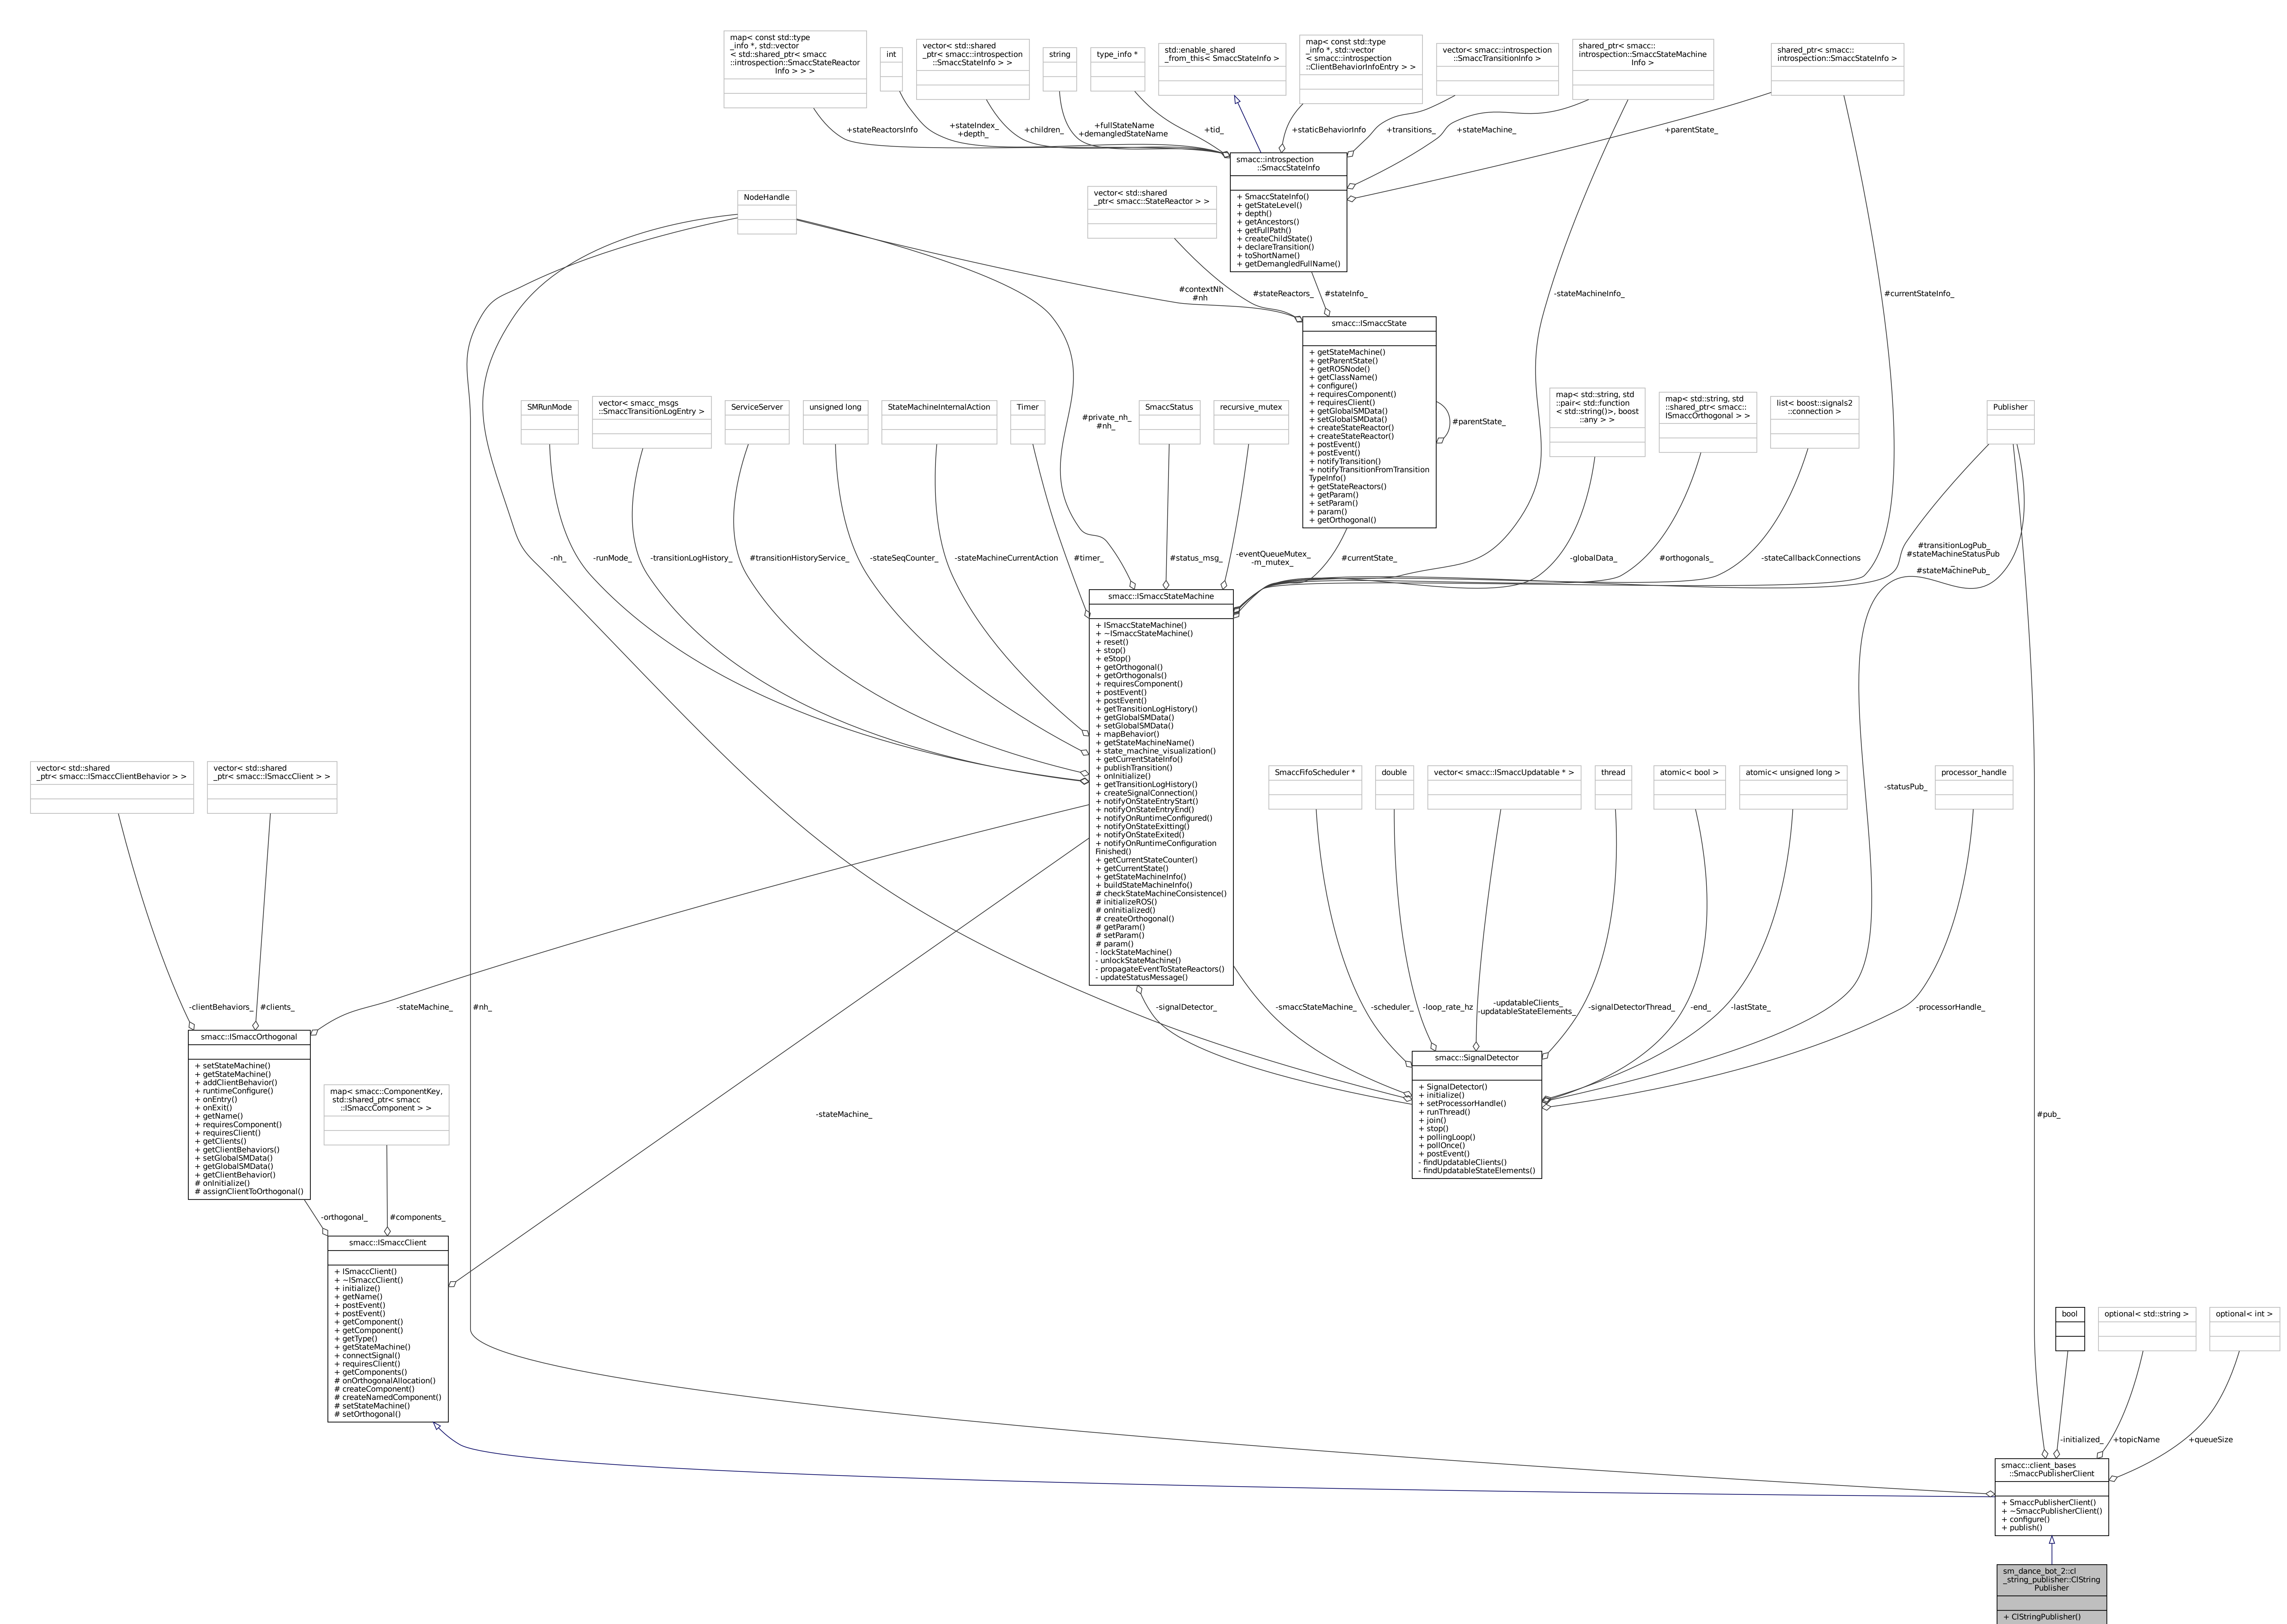 map< const std::type
_info *, std::vector
< std::shared_ptr< smacc
::introspection::SmaccStateReactor
Info > > >
int
vector< std::shared
_ptr< smacc::introspection
::SmaccStateInfo > >
string
type_info *
std::enable_shared
_from_this< SmaccStateInfo >
map< const std::type
_info *, std::vector
< smacc::introspection
::ClientBehaviorInfoEntry > >
vector< smacc::introspection
::SmaccTransitionInfo >
shared_ptr< smacc::
introspection::SmaccStateMachine
Info >
shared_ptr< smacc::
introspection::SmaccStateInfo >
+stateReactorsInfo
+stateIndex_
+depth_
+children_
+fullStateName
+demangledStateName
+tid_
+staticBehaviorInfo
+transitions_
+stateMachine_
+parentState_
smacc::introspection
::SmaccStateInfo
+ SmaccStateInfo()
+ getStateLevel()
+ depth()
+ getAncestors()
+ getFullPath()
+ createChildState()
+ declareTransition()
+ toShortName()
+ getDemangledFullName()
NodeHandle
vector< std::shared
_ptr< smacc::StateReactor > >
#contextNh
#nh
#stateReactors_
#stateInfo_
-stateMachineInfo_
#currentStateInfo_
smacc::ISmaccState
+ getStateMachine()
+ getParentState()
+ getROSNode()
+ getClassName()
+ configure()
+ requiresComponent()
+ requiresClient()
+ getGlobalSMData()
+ setGlobalSMData()
+ createStateReactor()
+ createStateReactor()
+ postEvent()
+ postEvent()
+ notifyTransition()
+ notifyTransitionFromTransition
TypeInfo()
+ getStateReactors()
+ getParam()
+ setParam()
+ param()
+ getOrthogonal()
#parentState_
SMRunMode
vector< smacc_msgs
::SmaccTransitionLogEntry >
ServiceServer
unsigned long
StateMachineInternalAction
Timer
#private_nh_
#nh_
SmaccStatus
recursive_mutex
map< std::string, std
::pair< std::function
< std::string()>, boost
::any > >
map< std::string, std
::shared_ptr< smacc::
ISmaccOrthogonal > >
list< boost::signals2
::connection >
Publisher
-nh_
-runMode_
-transitionLogHistory_
#transitionHistoryService_
-stateSeqCounter_
-stateMachineCurrentAction
#timer_
#status_msg_
-eventQueueMutex_
-m_mutex_
#currentState_
-globalData_
#orthogonals_
-stateCallbackConnections
#transitionLogPub_
#stateMachineStatusPub
_
#stateMachinePub_
smacc::ISmaccStateMachine
+ ISmaccStateMachine()
+ ~ISmaccStateMachine()
+ reset()
+ stop()
+ eStop()
+ getOrthogonal()
+ getOrthogonals()
+ requiresComponent()
+ postEvent()
+ postEvent()
+ getTransitionLogHistory()
+ getGlobalSMData()
+ setGlobalSMData()
+ mapBehavior()
+ getStateMachineName()
+ state_machine_visualization()
+ getCurrentStateInfo()
+ publishTransition()
+ onInitialize()
+ getTransitionLogHistory()
+ createSignalConnection()
+ notifyOnStateEntryStart()
+ notifyOnStateEntryEnd()
+ notifyOnRuntimeConfigured()
+ notifyOnStateExitting()
+ notifyOnStateExited()
+ notifyOnRuntimeConfiguration
Finished()
+ getCurrentStateCounter()
+ getCurrentState()
+ getStateMachineInfo()
+ buildStateMachineInfo()
# checkStateMachineConsistence()
# initializeROS()
# onInitialized()
# createOrthogonal()
# getParam()
# setParam()
# param()
- lockStateMachine()
- unlockStateMachine()
- propagateEventToStateReactors()
- updateStatusMessage()
vector< std::shared
_ptr< smacc::ISmaccClientBehavior > >
vector< std::shared
_ptr< smacc::ISmaccClient > >
SmaccFifoScheduler *
double
vector< smacc::ISmaccUpdatable * >
thread
atomic< bool >
atomic< unsigned long >
-statusPub_
processor_handle
-clientBehaviors_
#clients_
-stateMachine_
#nh_
-signalDetector_
-smaccStateMachine_
-scheduler_
-loop_rate_hz
-updatableClients_
-updatableStateElements_
-signalDetectorThread_
-end_
-lastState_
-processorHandle_
smacc::ISmaccOrthogonal
+ setStateMachine()
+ getStateMachine()
+ addClientBehavior()
+ runtimeConfigure()
+ onEntry()
+ onExit()
+ getName()
+ requiresComponent()
+ requiresClient()
+ getClients()
+ getClientBehaviors()
+ setGlobalSMData()
+ getGlobalSMData()
+ getClientBehavior()
# onInitialize()
# assignClientToOrthogonal()
map< smacc::ComponentKey,
std::shared_ptr< smacc
::ISmaccComponent > >
-stateMachine_
smacc::SignalDetector
+ SignalDetector()
+ initialize()
+ setProcessorHandle()
+ runThread()
+ join()
+ stop()
+ pollingLoop()
+ pollOnce()
+ postEvent()
- findUpdatableClients()
- findUpdatableStateElements()
#pub_
-orthogonal_
#components_
smacc::ISmaccClient
+ ISmaccClient()
+ ~ISmaccClient()
+ initialize()
+ getName()
+ postEvent()
+ postEvent()
+ getComponent()
+ getComponent()
+ getType()
+ getStateMachine()
+ connectSignal()
+ requiresClient()
+ getComponents()
# onOrthogonalAllocation()
# createComponent()
# createNamedComponent()
# setStateMachine()
# setOrthogonal()
bool
optional< std::string >
optional< int >
-initialized_
+topicName
+queueSize
smacc::client_bases
::SmaccPublisherClient
+ SmaccPublisherClient()
+ ~SmaccPublisherClient()
+ configure()
+ publish()
sm_dance_bot_2::cl
_string_publisher::ClString
Publisher
+ ClStringPublisher()